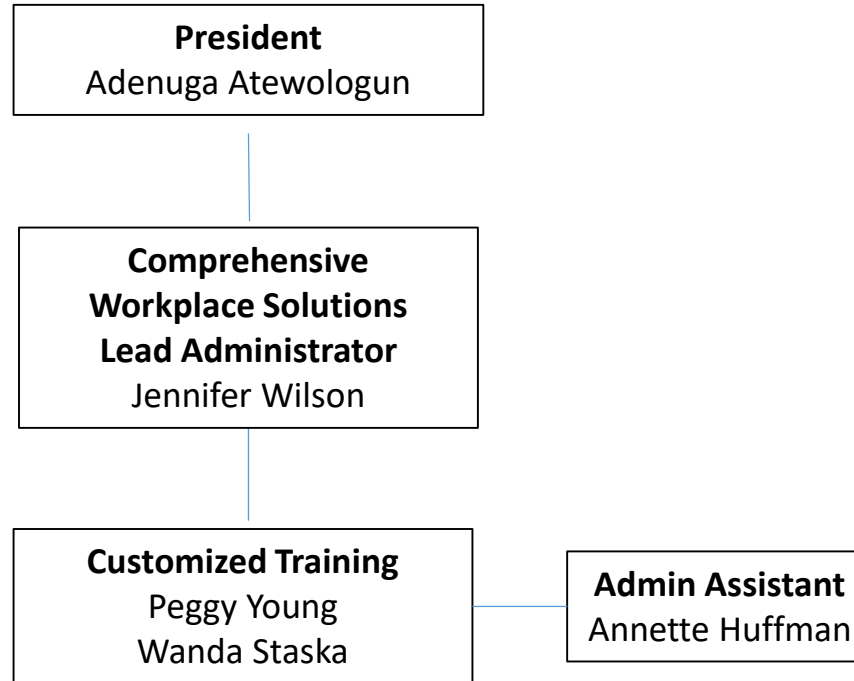 President
Adenuga Atewologun
Comprehensive
Workplace Solutions
Lead Administrator
Jennifer Wilson
Customized Training
Peggy Young
Wanda Staska
Admin Assistant
Annette Huffman